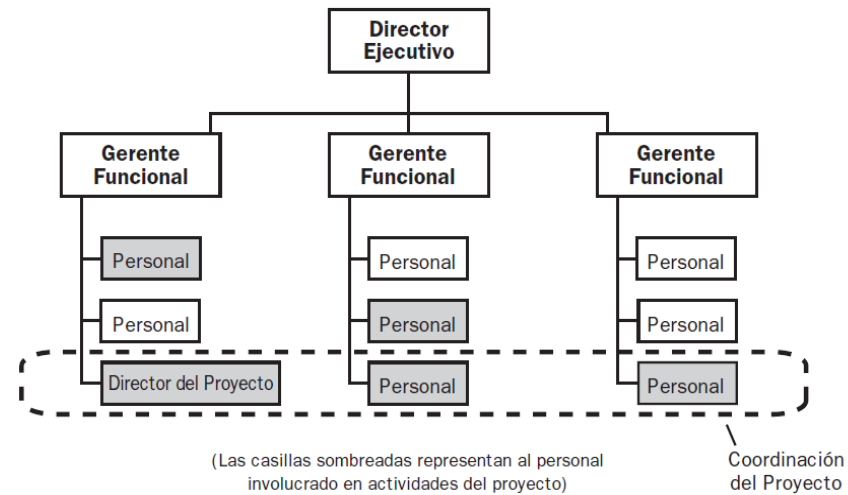 Director
Ejecutivo
Gerente
Funcional
Gerente
Funcional
Gerente
Funcional
Personal
Personal
Personal
Personal
Personal
Personal
Director del Proyecto
Personal
Personal
(Las casillas sombreadas representan al personal
involucrado en actividades del proyecto)
Coordinación
del Proyecto